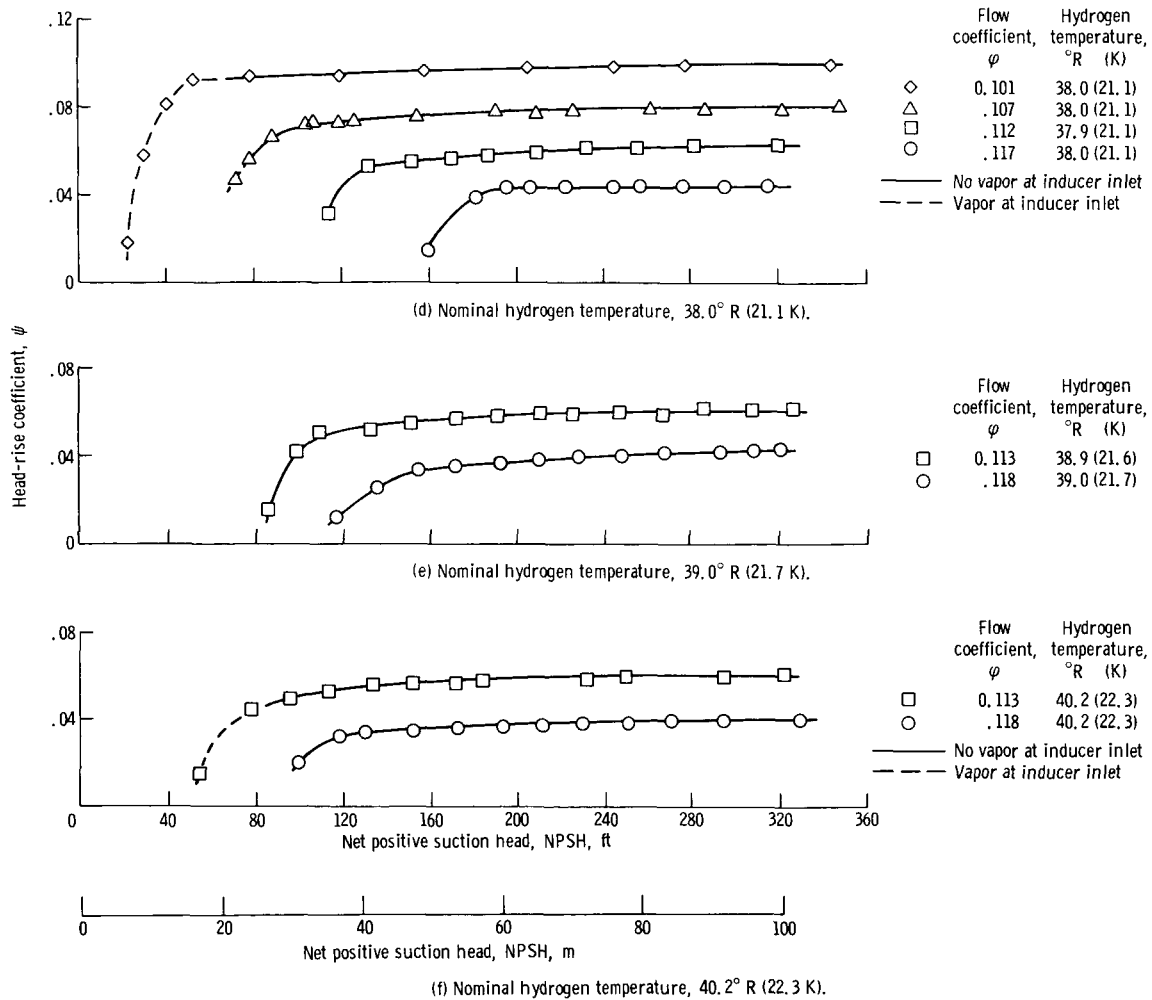 .12
.08
.04
0
Flow coefficient, φ
Hydrogen temperature, °R (K)
0.101 38.0 (21.1)
.107 38.0 (21.1)
.112 37.9 (21.1)
.117 38.0 (21.1)
No vapor at inducer inlet
Vapor at inducer inlet
(d) Nominal hydrogen temperature, 38.0° R (21.1 K).
Head-rise coefficient, ψ
.08
.04
0
Flow coefficient, φ
Hydrogen temperature, °R (K)
0.113 38.9 (21.6)
.118 39.0 (21.7)
(e) Nominal hydrogen temperature, 39.0° R (21.7 K).
.08
.04
Flow coefficient, φ
Hydrogen temperature, °R (K)
0.113 40.2 (22.3)
.118 40.2 (22.3)
No vapor at inducer inlet
Vapor at inducer inlet
0 40 80 120 160 200 240 280 320 360
Net positive suction head, NPSH, ft
0 20 40 60 80 100
Net positive suction head, NPSH, m
(f) Nominal hydrogen temperature, 40.2° R (22.3 K).